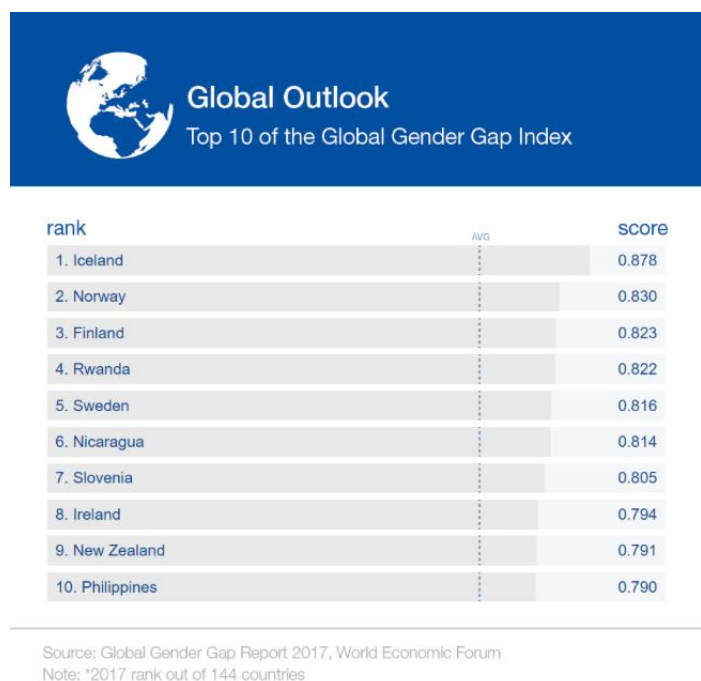 Global Outlook
Top 10 of the Global Gender Gap Index
rank AVG score
1. Iceland 0.878
2. Norway 0.830
3. Finland 0.823
4. Rwanda 0.822
5. Sweden 0.816
6. Nicaragua 0.814
7. Slovenia 0.805
8. Ireland 0.794
9. New Zealand 0.791
10. Philippines 0.790
Source: Global Gender Gap Report 2017, World Economic Forum
Note: *2017 rank out of 144 countries